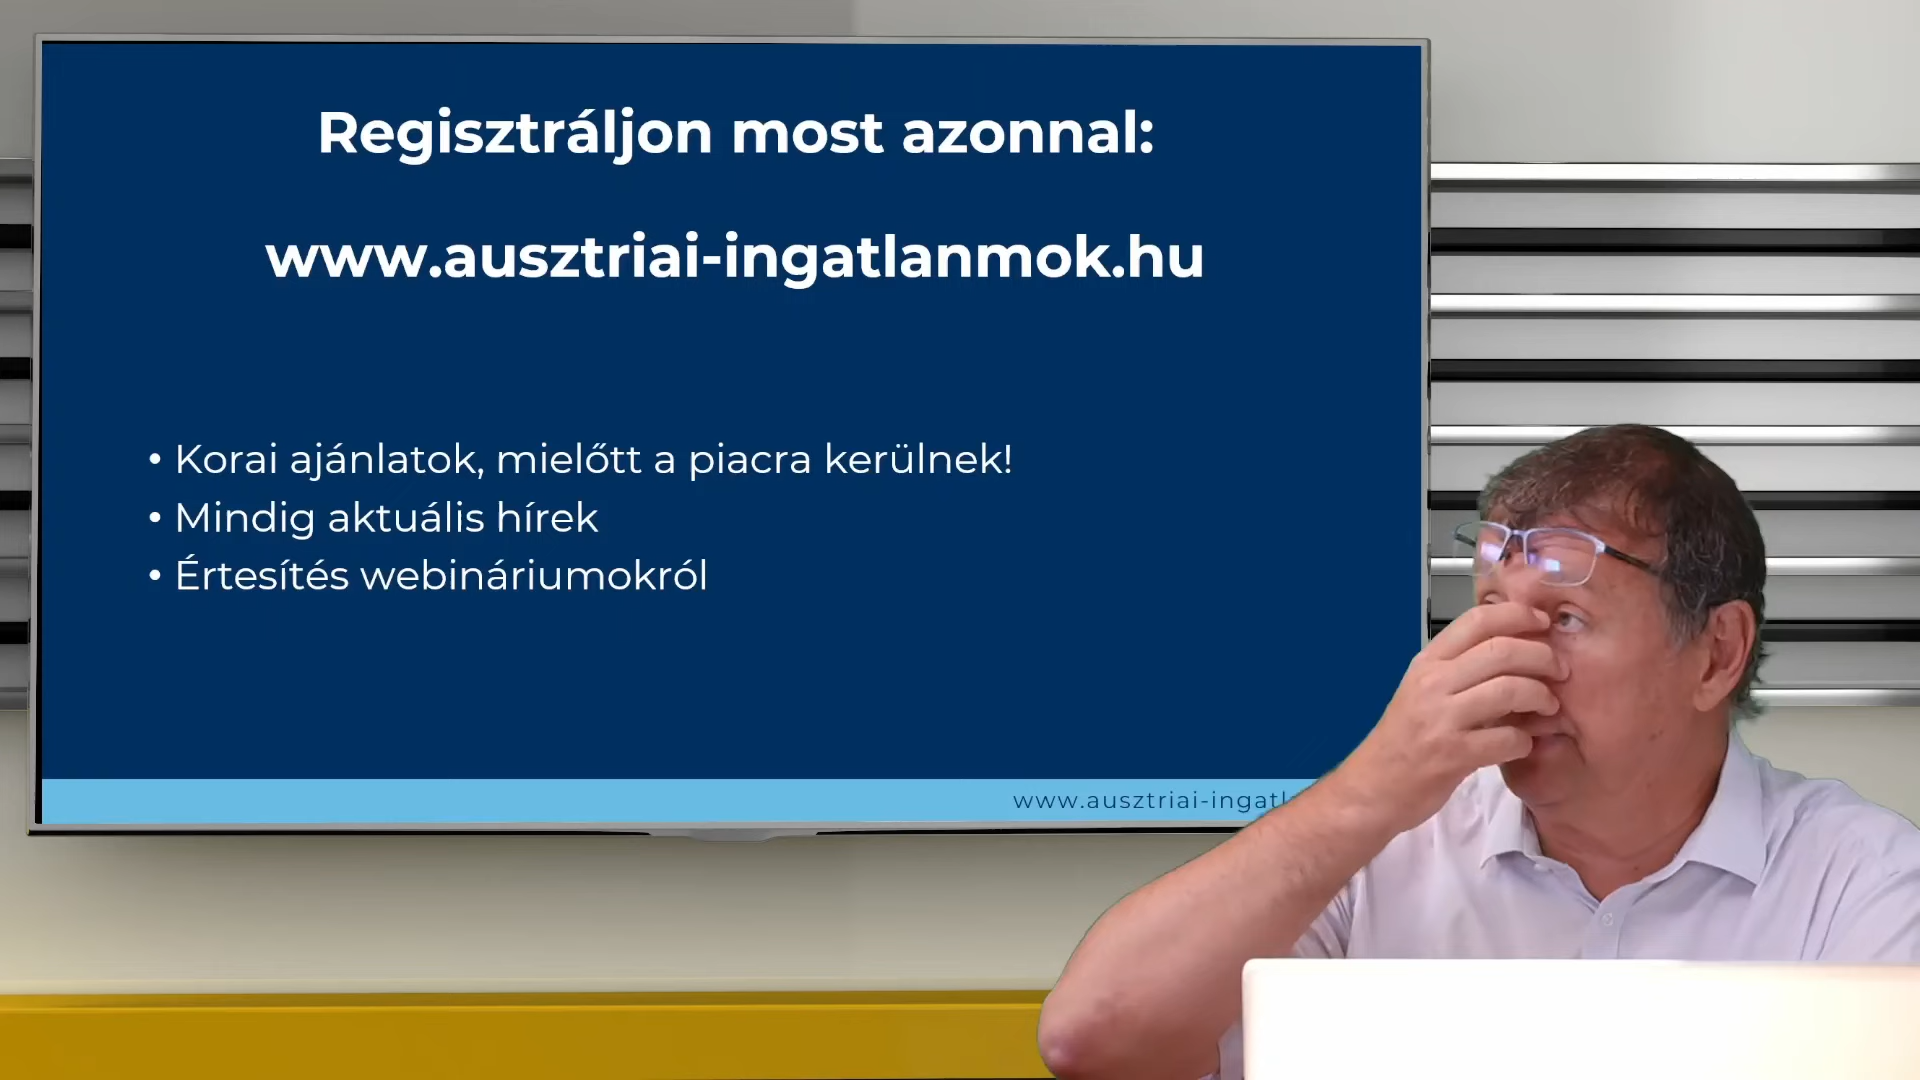 Regisztráljon most azonnal:
www.ausztriai-ingatlanmok.hu
• Korai ajánlatok, mielőtt a piacra kerülnek!
• Mindig aktuális hírek
• Értesítés webináriumokról